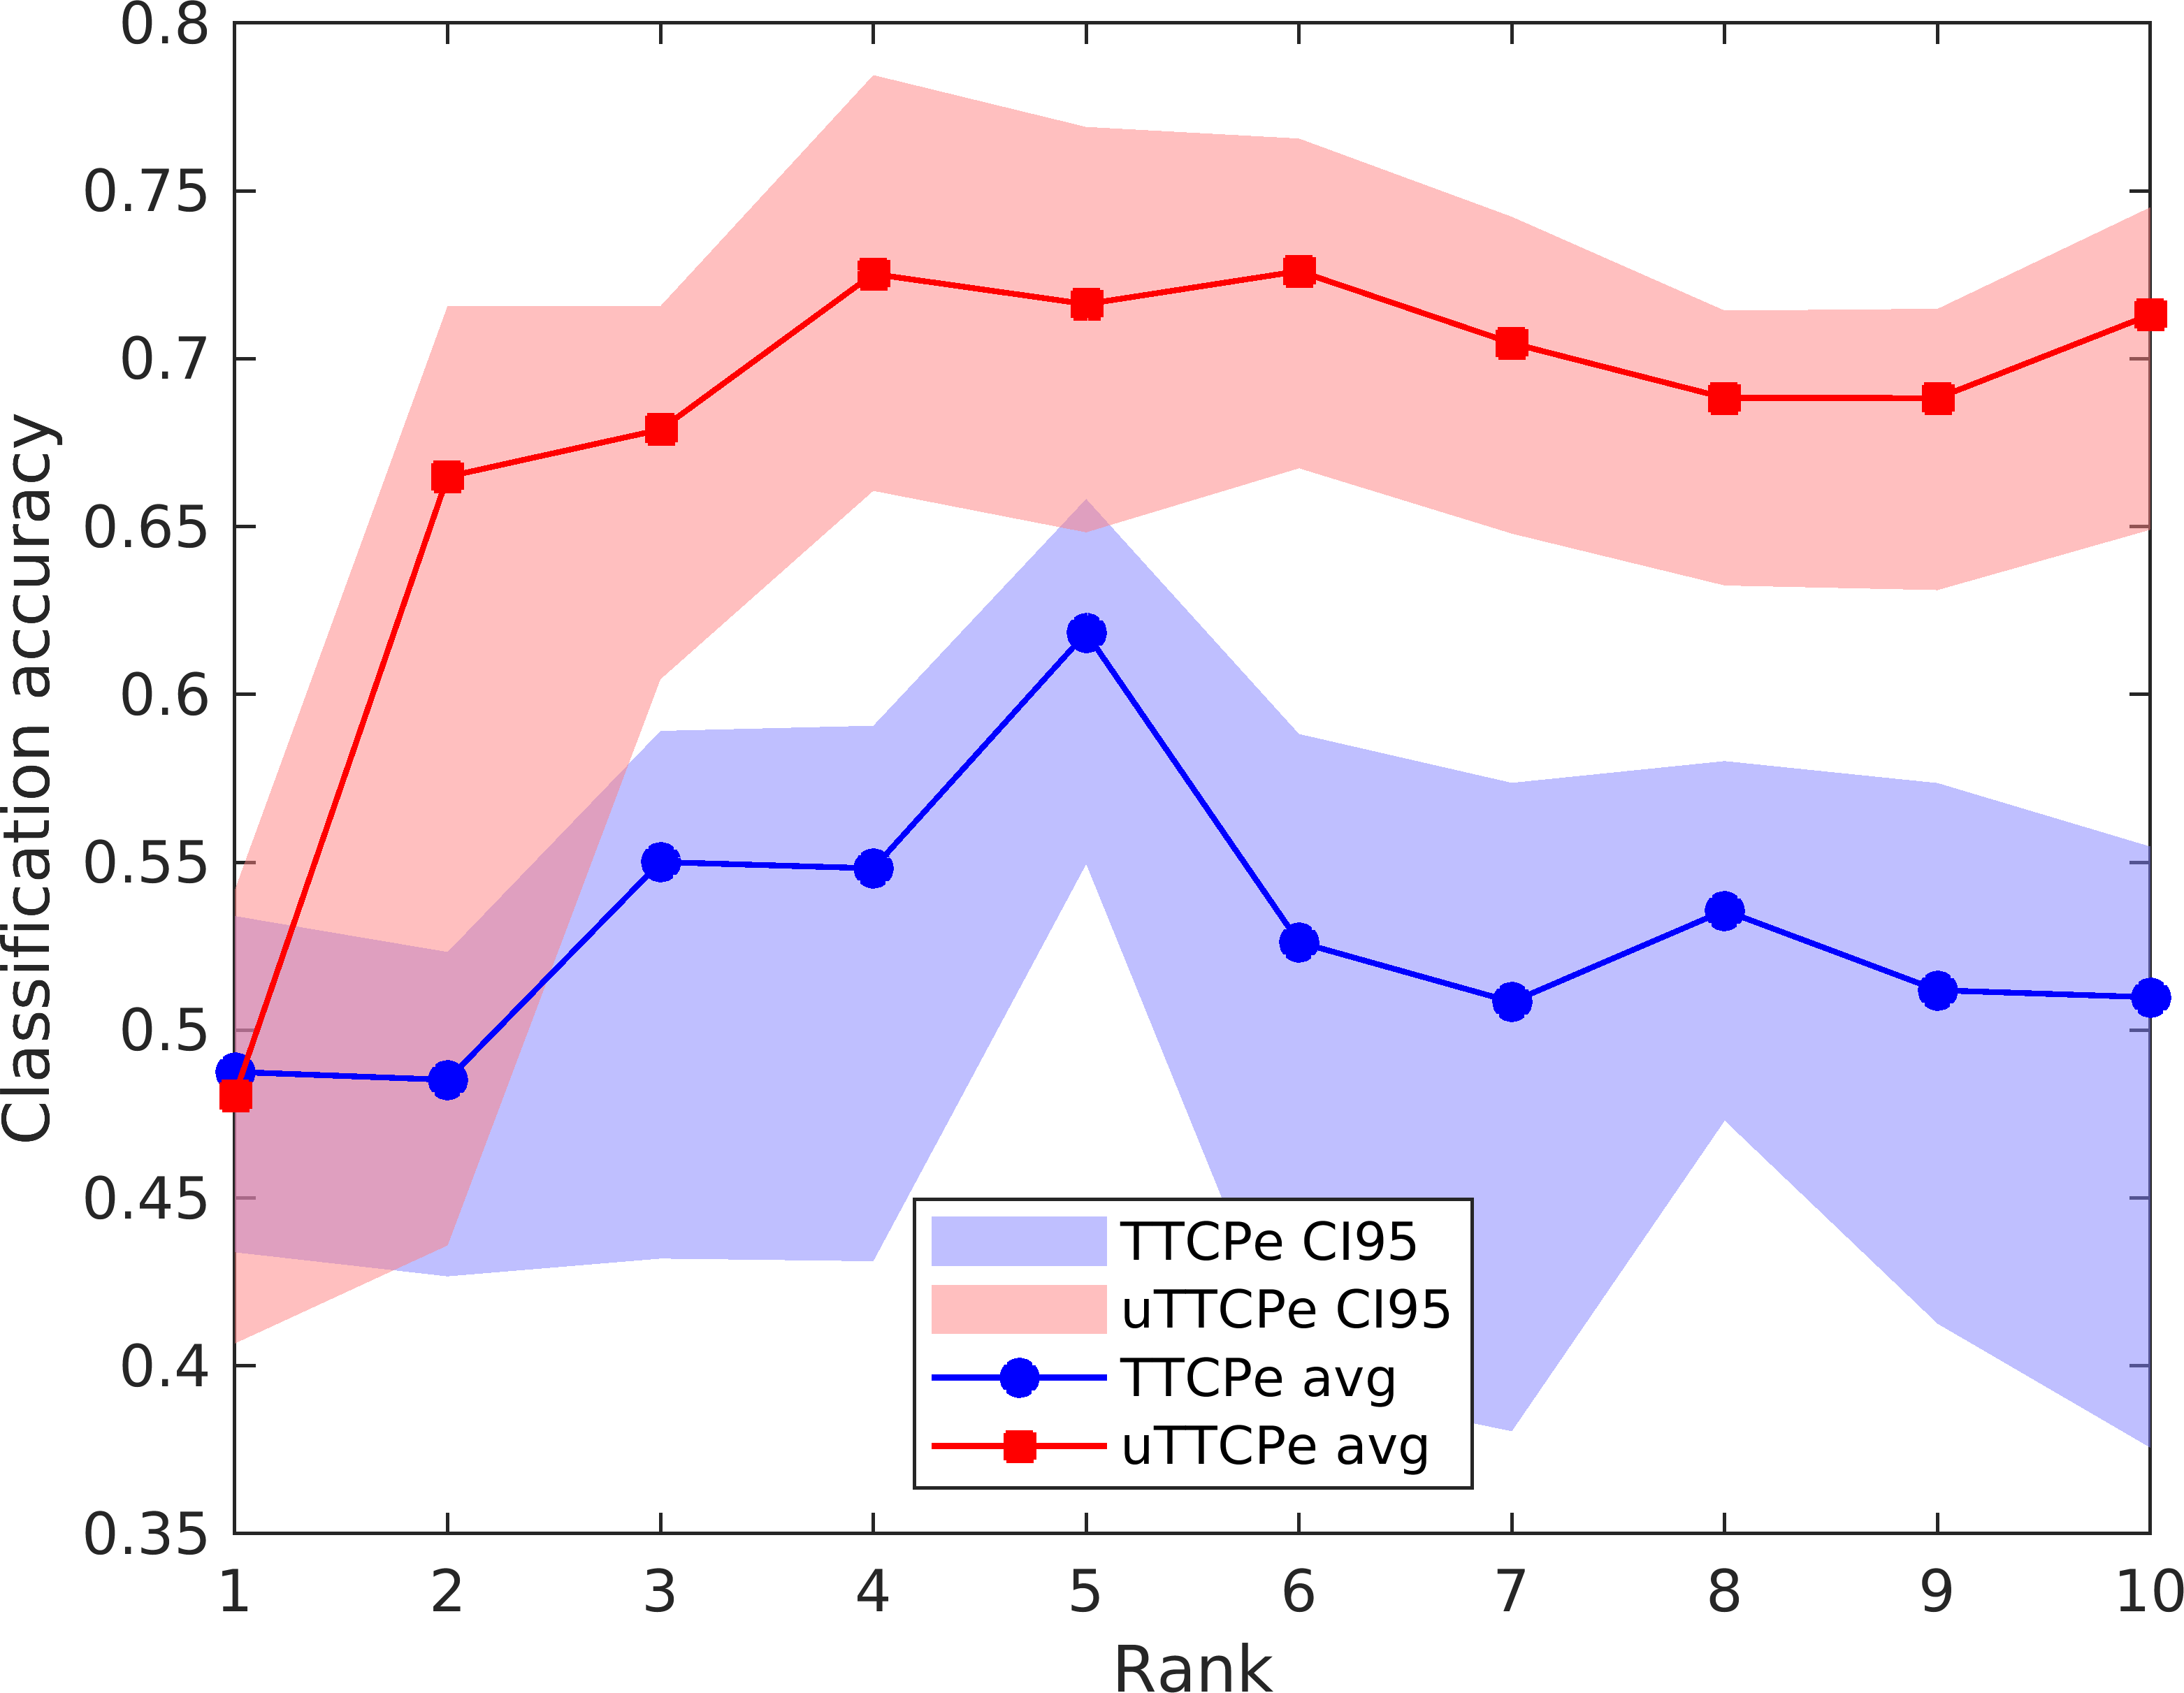 0.8
0.75
0.7
0.65
0.6
0.55
0.5
0.45
0.4
0.35
Classification accuracy
TTCPe CI95
uTTCPe CI95
TTCPe avg
uTTCPe avg
1 2 3 4 5 6 7 8 9 10
Rank